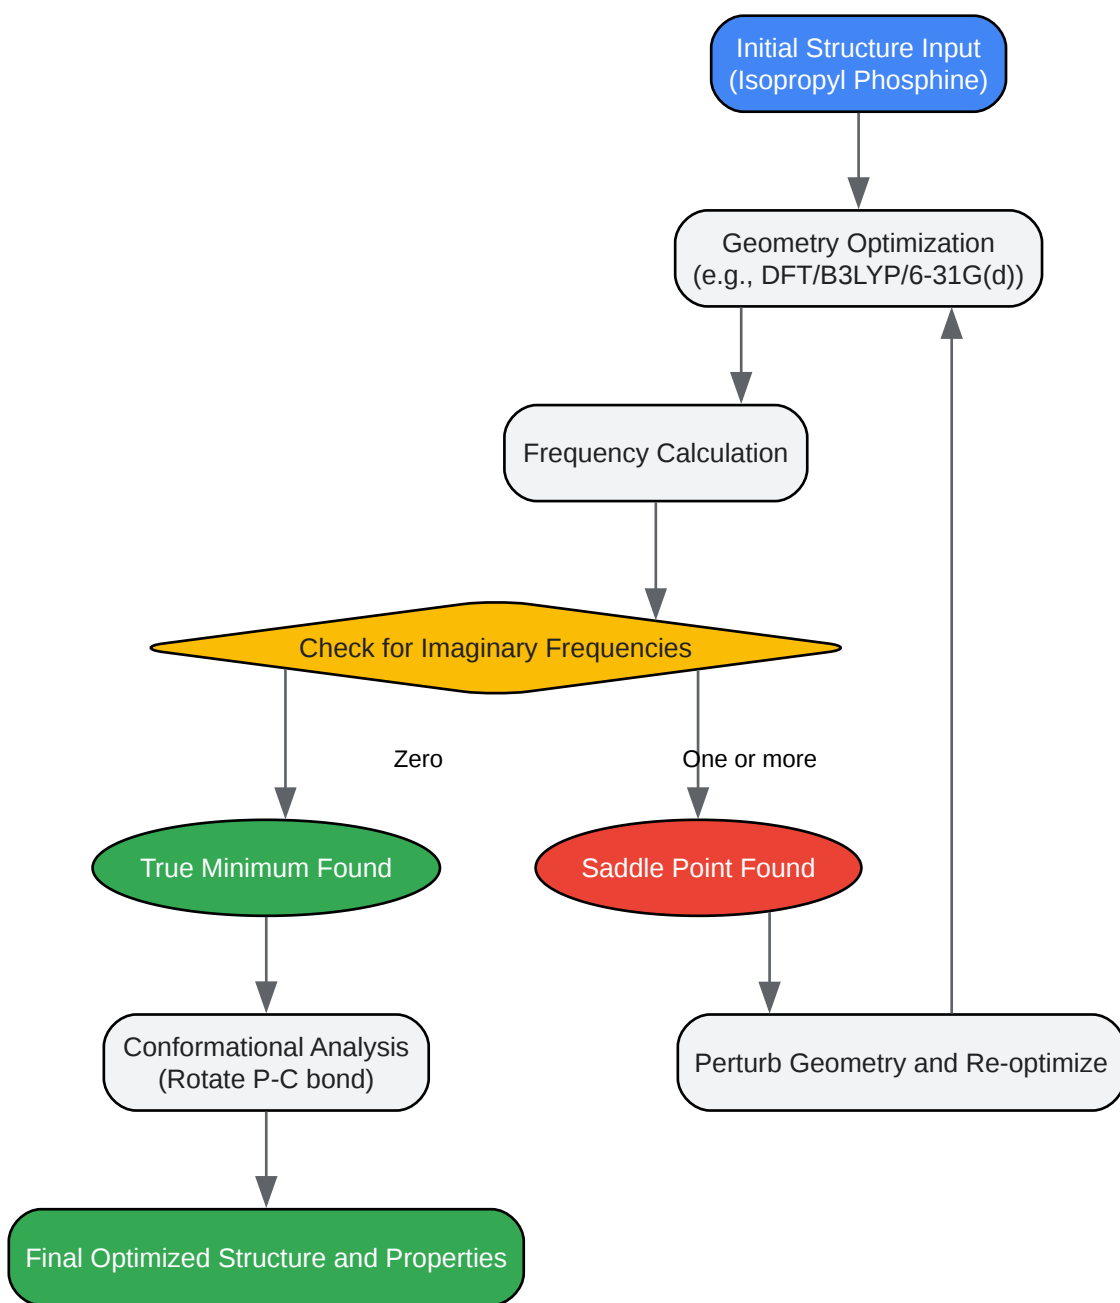 Initial Structure Input
(Isopropyl Phosphine)
Geometry Optimization
(e.g., DFT/B3LYP/6-31G(d))
Frequency Calculation
Check for Imaginary Frequencies
Zero
One or more
True Minimum Found
Saddle Point Found
Conformational Analysis
(Rotate P-C bond)
Perturb Geometry and Re-optimize
Final Optimized Structure and Properties